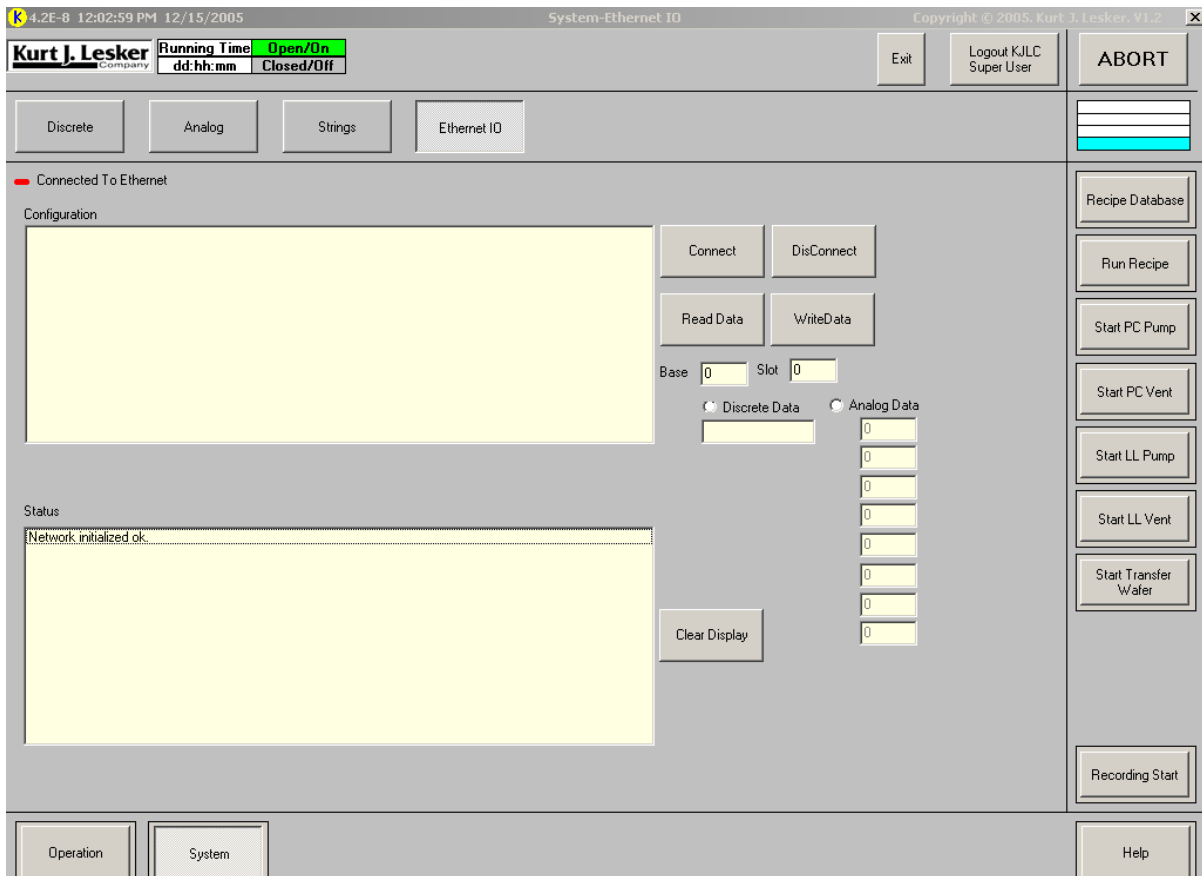 K 4.2E-8 12:02:59 PM 12/15/2005 System-Ethernet IO Copyright © 2005. Kurt J. Lesker. V1.2 X
Kurt J. Lesker
Company
Running Time Open/On
dd:hh:mm Closed/Off
Exit
Logout KJLC
Super User
ABORT
Discrete Analog Strings Ethernet IO
Connected To Ethernet
Configuration
Connect DisConnect
Read Data WriteData
Base 0 Slot 0
Discrete Data Analog Data
0
0
0
0
0
0
0
0
Status
Network initialized ok.
Clear Display
Recipe Database
Run Recipe
Start PC Pump
Start PC Vent
Start LL Pump
Start LL Vent
Start Transfer
Wafer
Recording Start
Operation System Help